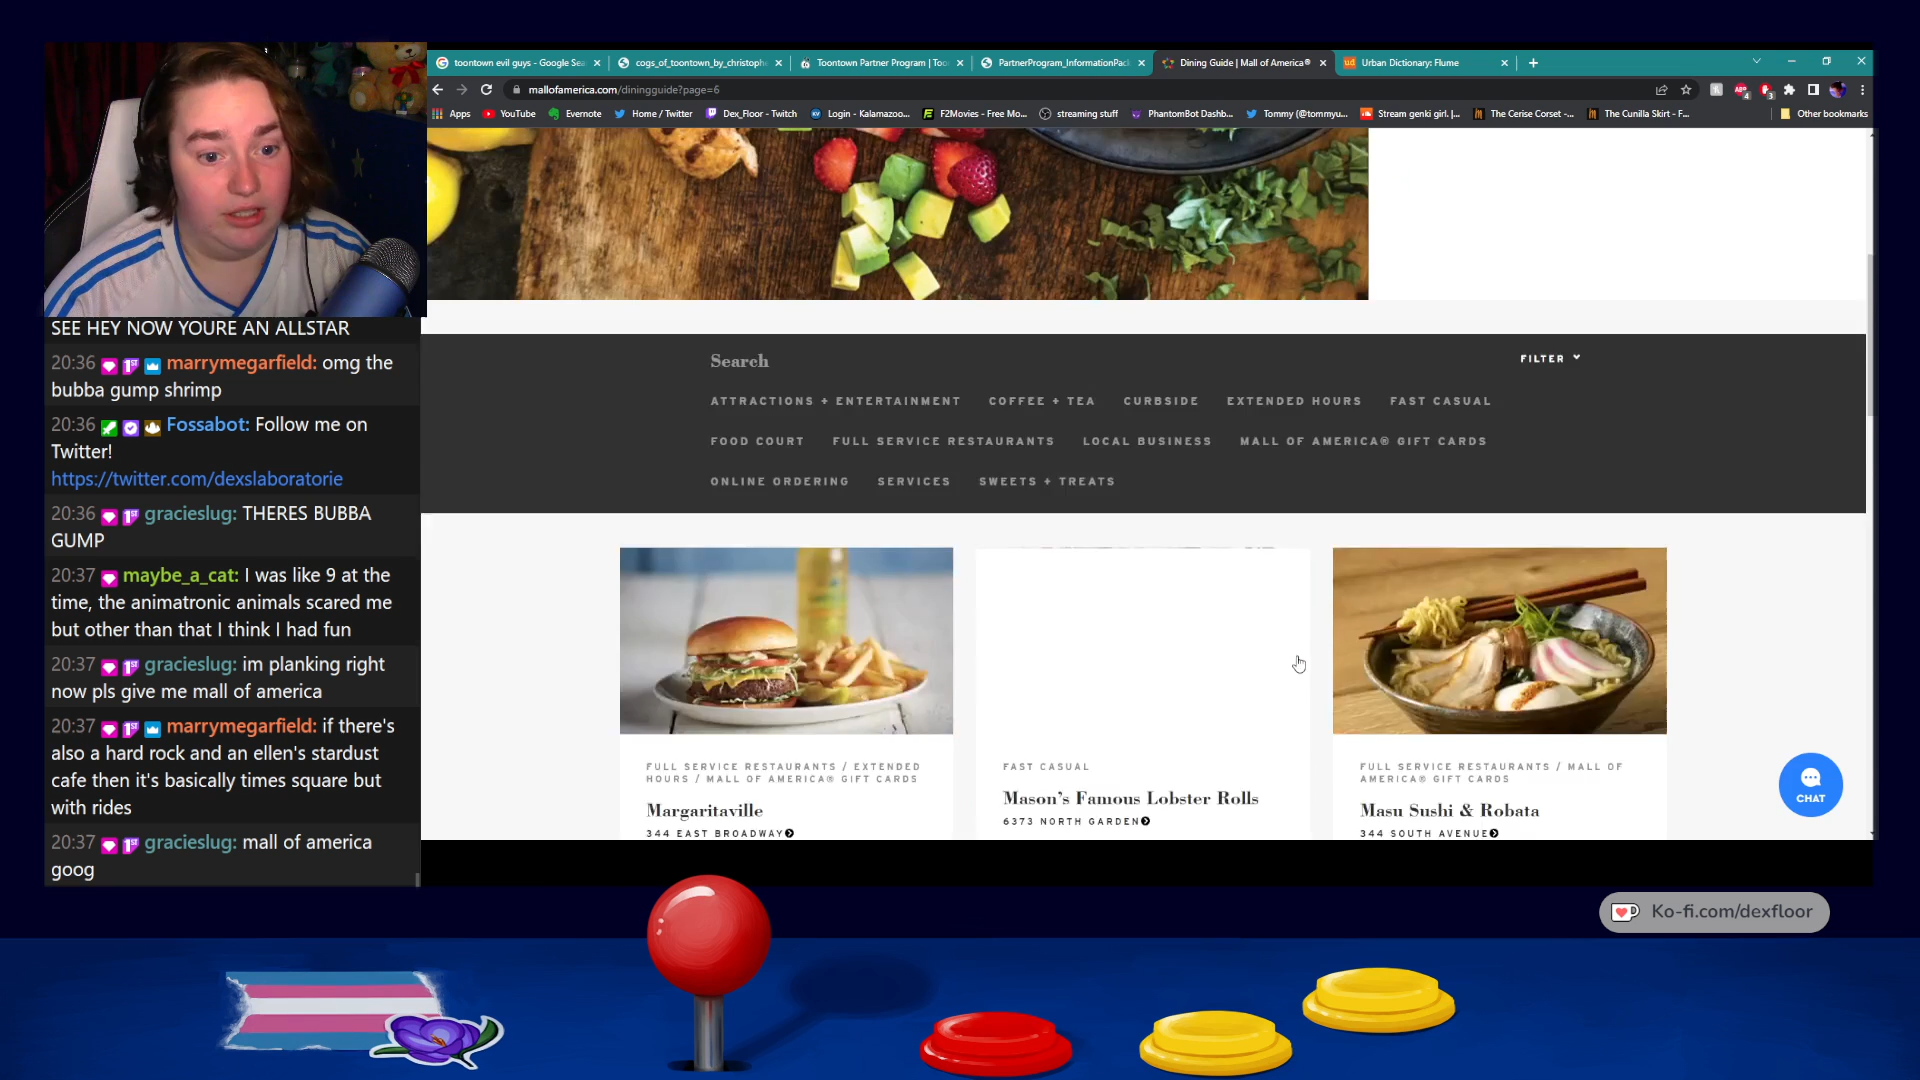 toontown evil guys - Google Sea
cogs_of_toontown_by_christophe
Toontown Partner Program | Too
PartnerProgram_InformationPac
Dining Guide | Mall of America®
Urban Dictionary: Flume
mallofamerica.com/diningguide?page=6
Apps
YouTube
Evernote
Home / Twitter
Dex_Floor - Twitch
Login - Kalamazoo...
F2Movies - Free Mo...
streaming stuff
PhantomBot Dashb...
Tommy (@tommyu...
Stream genki girl. |...
The Cerise Corset -...
The Cunilla Skirt - F...
Other bookmarks
Search
FILTER
ATTRACTIONS + ENTERTAINMENT
COFFEE + TEA
CURBSIDE
EXTENDED HOURS
FAST CASUAL
FOOD COURT
FULL SERVICE RESTAURANTS
LOCAL BUSINESS
MALL OF AMERICA® GIFT CARDS
ONLINE ORDERING
SERVICES
SWEETS + TREATS
FULL SERVICE RESTAURANTS / EXTENDED
HOURS / MALL OF AMERICA® GIFT CARDS
Margaritaville
344 EAST BROADWAY
FAST CASUAL
Mason's Famous Lobster Rolls
6373 NORTH GARDEN
FULL SERVICE RESTAURANTS / MALL OF
AMERICA® GIFT CARDS
Masu Sushi & Robata
344 SOUTH AVENUE
CHAT
SEE HEY NOW YOURE AN ALLSTAR
20:36 marrymegarfield: omg the
bubba gump shrimp
20:36 Fossabot: Follow me on
Twitter!
https://twitter.com/dexslaboratorie
20:36 gracieslug: THERES BUBBA
GUMP
20:37 maybe_a_cat: I was like 9 at the
time, the animatronic animals scared me
but other than that I think I had fun
20:37 gracieslug: im planking right
now pls give me mall of america
20:37 marrymegarfield: if there's
also a hard rock and an ellen's stardust
cafe then it's basically times square but
with rides
20:37 gracieslug: mall of america
goog
Ko-fi.com/dexfloor